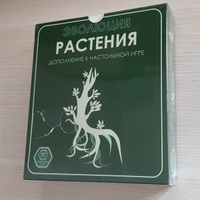 ЭВОЛЮЦИЯ
РАСТЕНИЯ
ДОПОЛНЕНИЕ К НАСТОЛЬНОЙ ИГРЕ